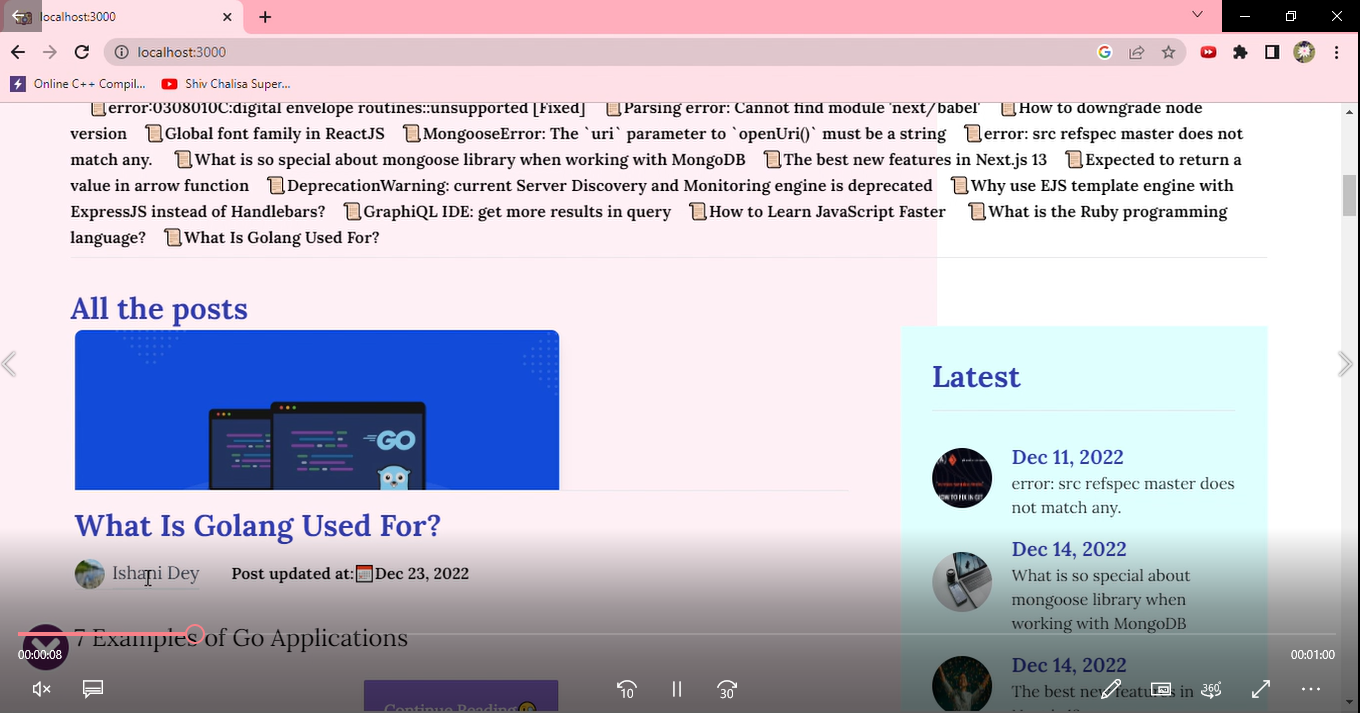 localhost:3000
localhost:3000
Online C++ Compil... Shiv Chalisa Super...
error:0308010C:digital envelope routines::unsupported [Fixed] Parsing error: Cannot find module 'next/babel' How to downgrade node
version Global font family in ReactJS MongooseError: The `uri` parameter to `openUri()` must be a string error: src refspec master does not
match any. What is so special about mongoose library when working with MongoDB The best new features in Next.js 13 Expected to return a
value in arrow function DeprecationWarning: current Server Discovery and Monitoring engine is deprecated Why use EJS template engine with
ExpressJS instead of Handlebars? GraphiQL IDE: get more results in query How to Learn JavaScript Faster What is the Ruby programming
language? What Is Golang Used For?
All the posts
GO
What Is Golang Used For?
Ishani Dey Post updated at: Dec 23, 2022
7 Examples of Go Applications
Continue Reading
Latest
Dec 11, 2022
error: src refspec master does
not match any.
Dec 14, 2022
What is so special about
mongoose library when
working with MongoDB
Dec 14, 2022
The best new features in
00:00:08 00:01:00
10 30 360